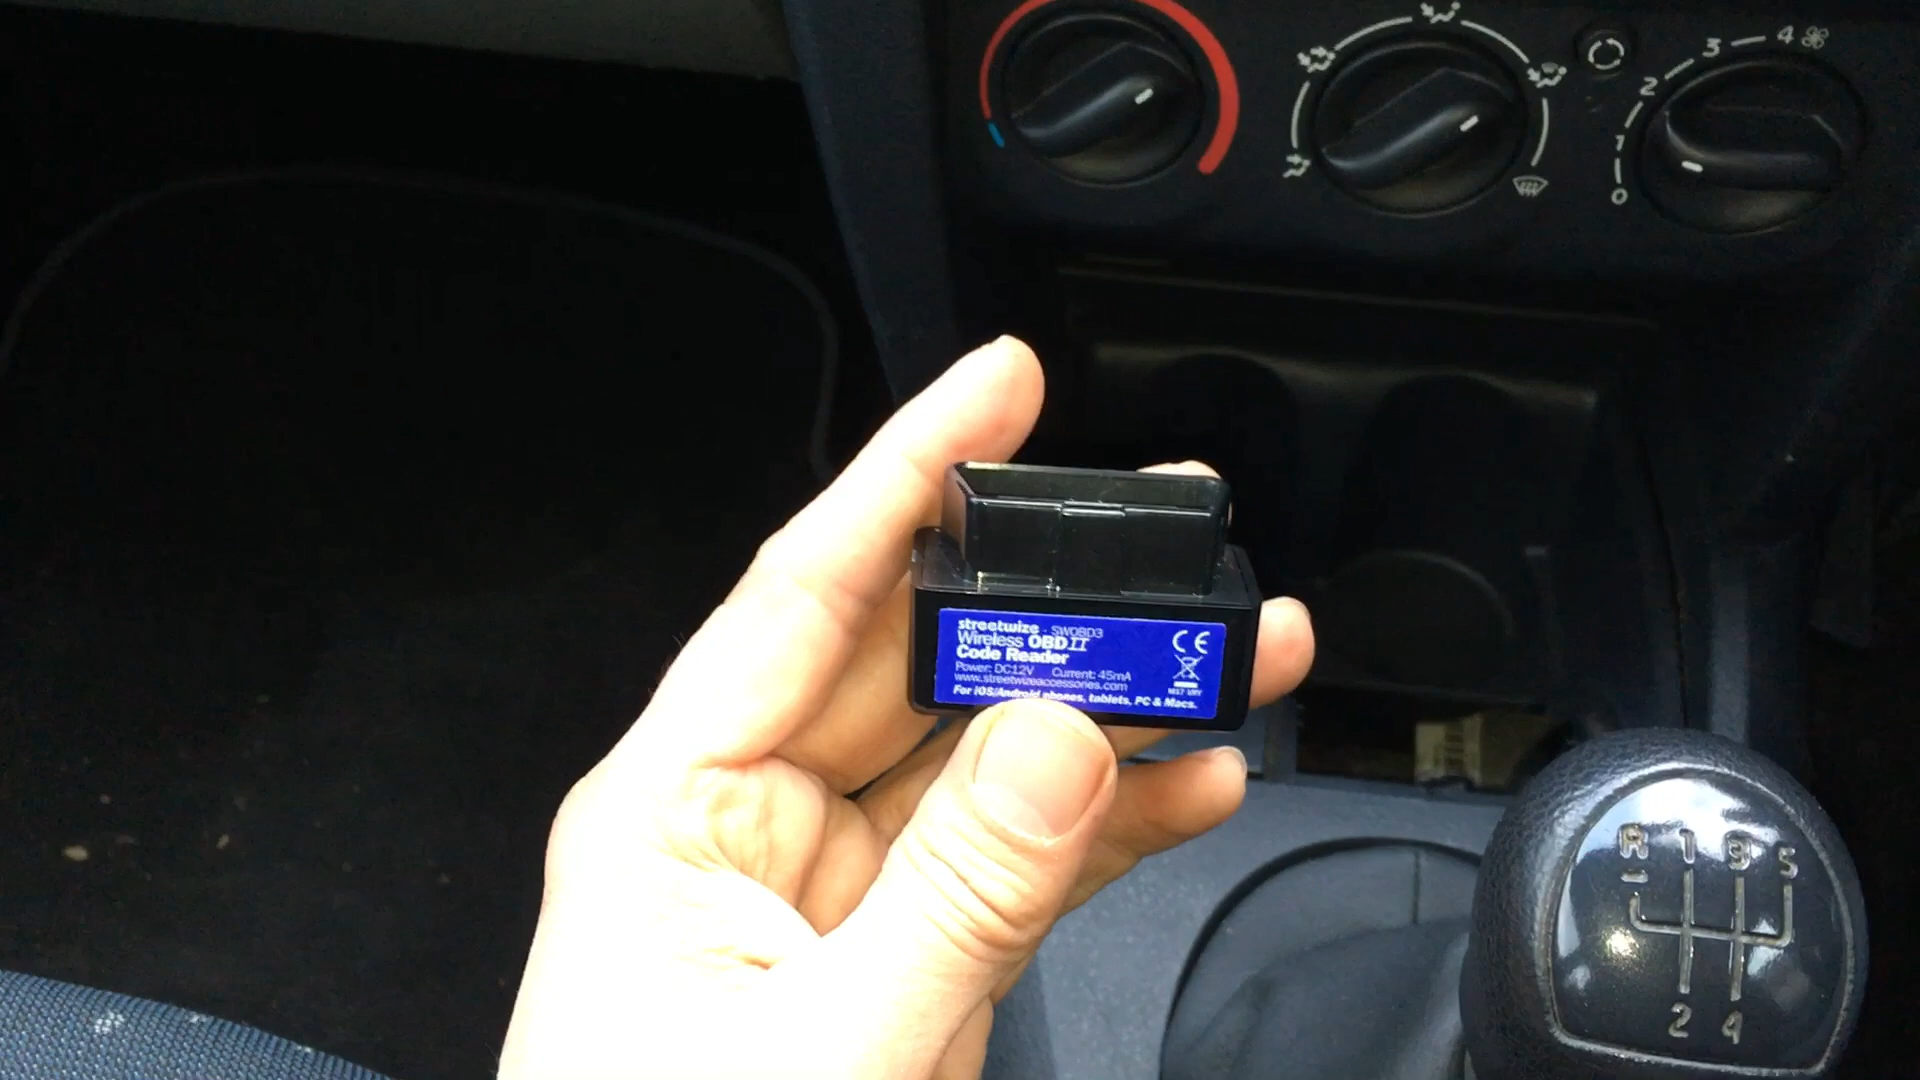 4
3
2
1
0
streetwize - SWOBD3
Wireless OBD II
Code Reader
CE
Power: DC12V Current: 45mA
www.streetwizeaccessories.com
For iOS/Android phones, tablets, PC & Macs.
R 1 3 5
2 4